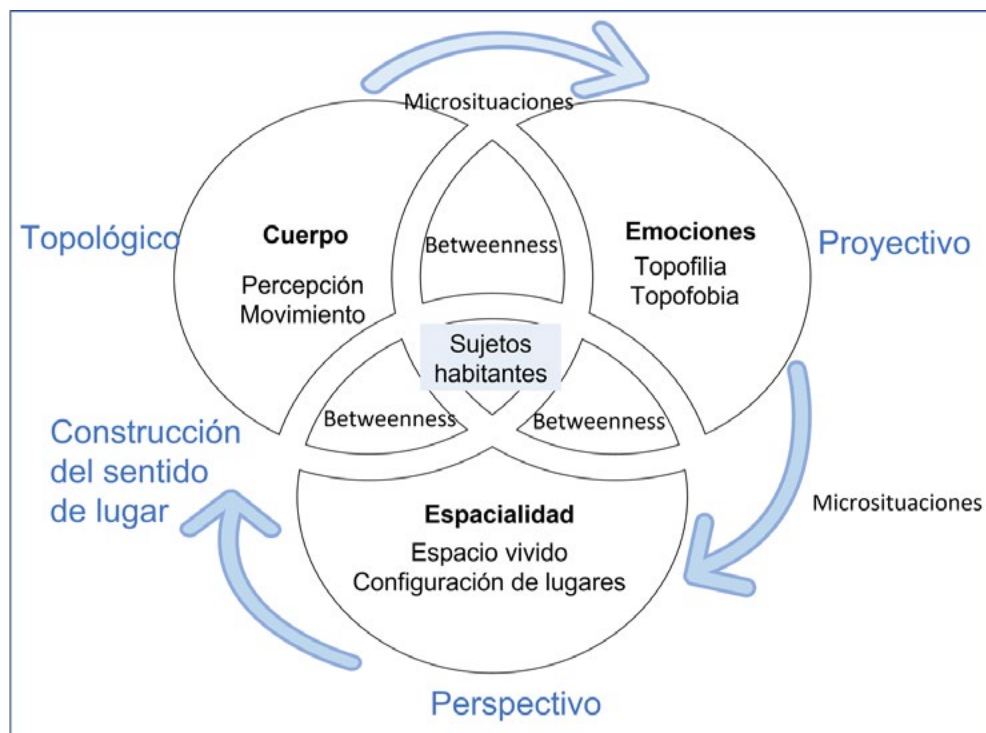 Microsituaciones
Topológico
Cuerpo
Percepción
Movimiento
Betweenness
Emociones
Topofilia
Topofobia
Proyectivo
Sujetos
habitantes
Betweenness
Betweenness
Construcción
del sentido
de lugar
Microsituaciones
Espacialidad
Espacio vivido
Configuración de lugares
Perspectivo